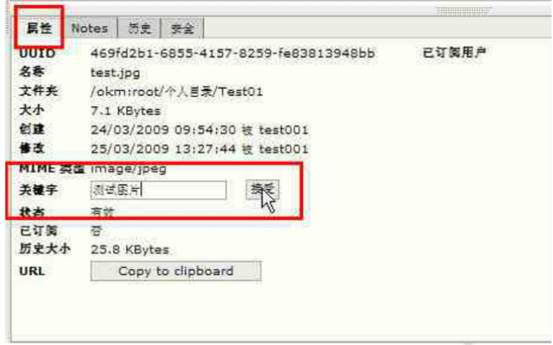 属性 Notes 历史 安全
UUID 469fd2b1-6855-4157-8259-fe83813948bb 已订阅用户
名称 test.jpg
文件夹 /okm:root/个人目录/Test01
大小 7.1 KBytes
创建 24/03/2009 09:54:30 被 test001
修改 25/03/2009 13:27:44 被 test001
MIME 类型 image/jpeg
关键字 测试图片 接受
状态 有效
已订阅 否
历史大小 25.8 KBytes
URL Copy to clipboard